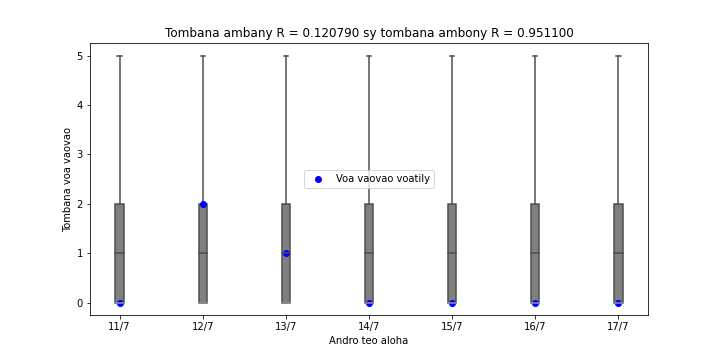 Tombana ambany R = 0.120790 sy tombana ambony R = 0.951100
Tombana voa vaovao
5
4
3
2
1
0
Voa vaovao voatily
11/7 12/7 13/7 14/7 15/7 16/7 17/7
Andro teo aloha